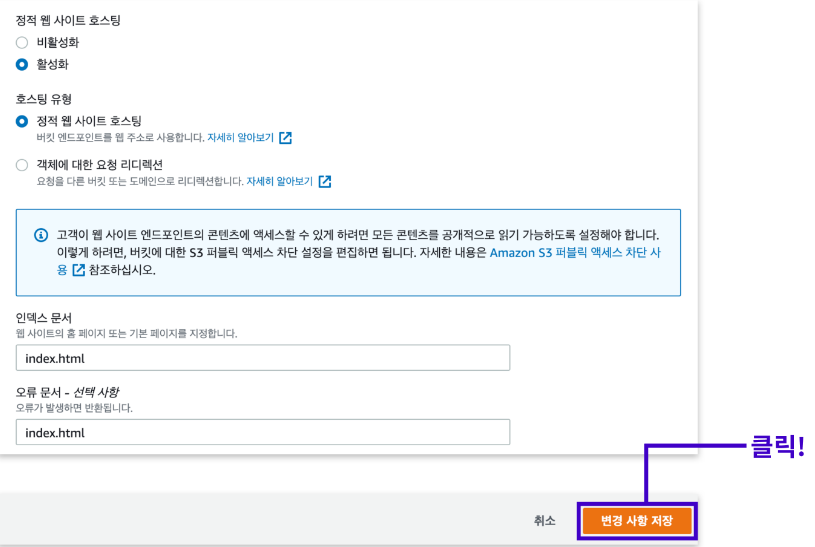 정적 웹 사이트 호스팅
비활성화
활성화
호스팅 유형
정적 웹 사이트 호스팅
버킷 엔드포인트를 웹 주소로 사용합니다. 자세히 알아보기
객체에 대한 요청 리디렉션
요청을 다른 버킷 또는 도메인으로 리디렉션합니다. 자세히 알아보기
고객이 웹 사이트 엔드포인트의 콘텐츠에 액세스할 수 있게 하려면 모든 콘텐츠를 공개적으로 읽기 가능하도록 설정해야 합니다.
이렇게 하려면, 버킷에 대한 S3 퍼블릭 액세스 차단 설정을 편집하면 됩니다. 자세한 내용은 Amazon S3 퍼블릭 액세스 차단 사
용 참조하십시오.
인덱스 문서
웹 사이트의 홈 페이지 또는 기본 페이지를 지정합니다.
index.html
오류 문서 - 선택 사항
오류가 발생하면 반환됩니다.
index.html
클릭!
취소
변경 사항 저장